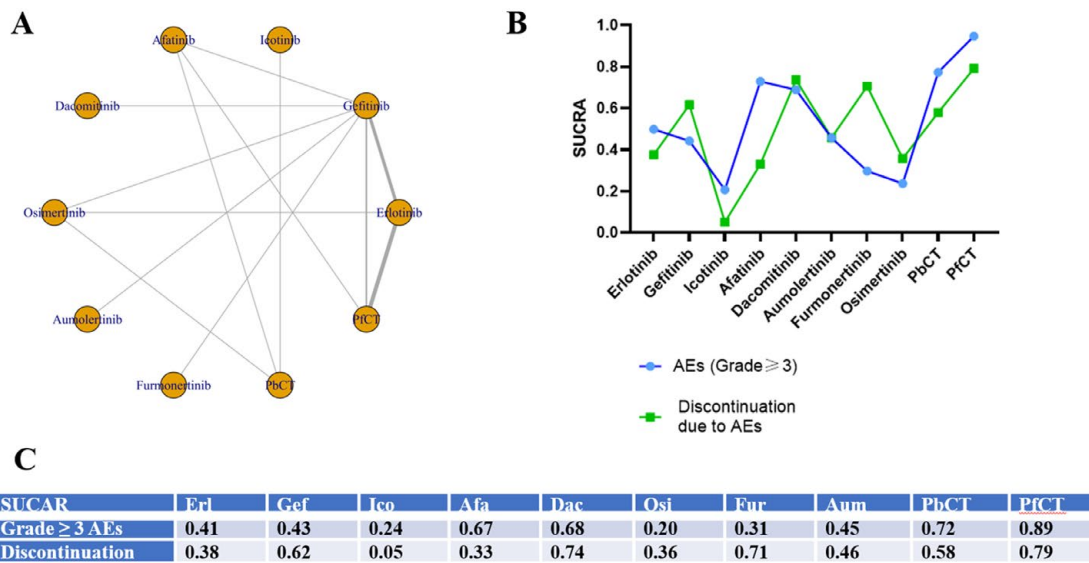 A
B
Afatinib
Icotinib
Dacomitinib
Gefitinib
Osimertinib
Erlotinib
Aumolertinib
PfCT
Furmonertinib
PbCT
SUCRA
1.0
0.8
0.6
0.4
0.2
0.0
Erlotinib
Gefitinib
Icotinib
Afatinib
Dacomitinib
Aumolertinib
Furmonertinib
Osimertinib
PbCT
PfCT
AEs (Grade ≥ 3)
Discontinuation
due to AEs
C
SUCAR Erl Gef Ico Afa Dac Osi Fur Aum PbCT PfCT
Grade ≥ 3 AEs 0.41 0.43 0.24 0.67 0.68 0.20 0.31 0.45 0.72 0.89
Discontinuation 0.38 0.62 0.05 0.33 0.74 0.36 0.71 0.46 0.58 0.79